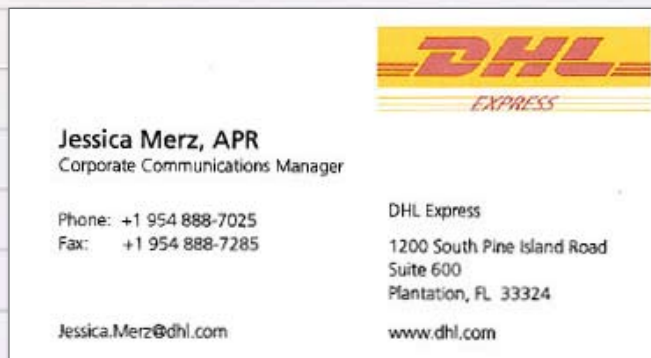 DHL
EXPRESS
Jessica Merz, APR
Corporate Communications Manager
Phone: +1 954 888-7025
Fax: +1 954 888-7285
Jessica.Merz@dhl.com
DHL Express
1200 South Pine Island Road
Suite 600
Plantation, FL 33324
www.dhl.com